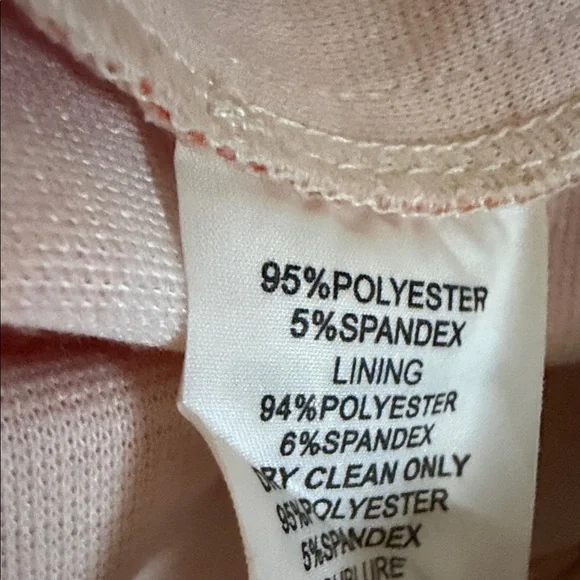 95%POLYESTER
5%SPANDEX
LINING
94%POLYESTER
6%SPANDEX
DRY CLEAN ONLY
95%POLYESTER
5%SPANDEX